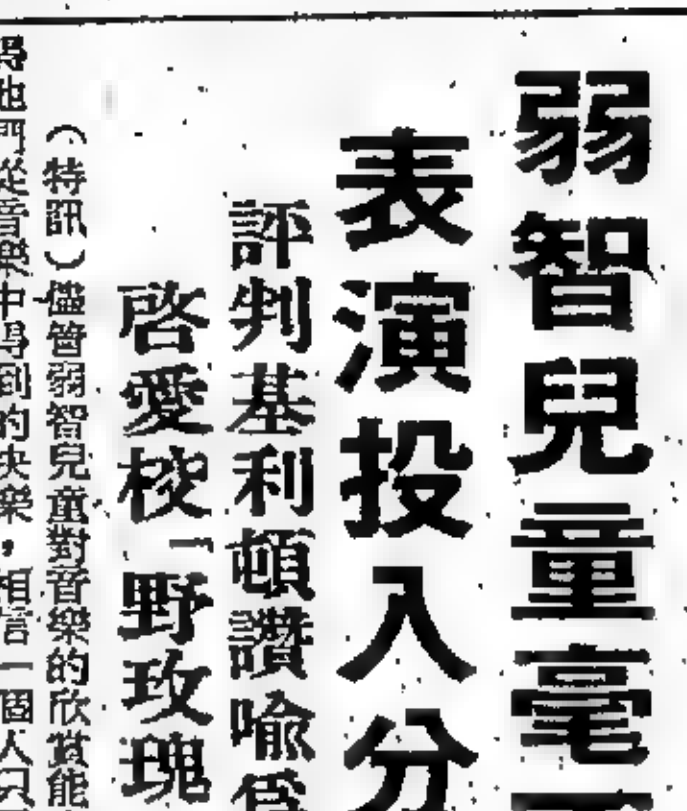 弱智兒童毫
表演投入分
評判基利頓讚喻爲
啓愛校「野玫瑰
（特訊）儘管弱智兒童對音樂的欣賞能
得他們從音樂中得到的快樂，相信一個人只